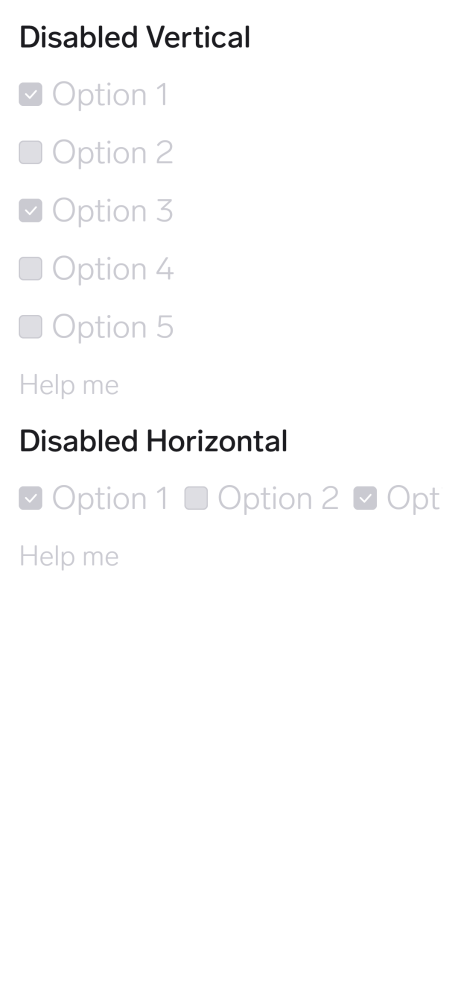 Disabled Vertical
Option 1
Option 2
Option 3
Option 4
Option 5
Help me
Disabled Horizontal
Option 1 Option 2 Opt
Help me